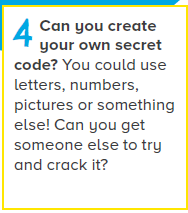 4 Can you create
your own secret
code? You could use
letters, numbers,
pictures or something
else! Can you get
someone else to try
and crack it?